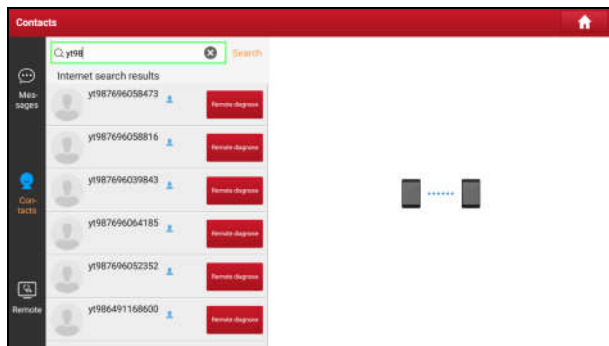 Contacts
yt98
Search
Internet search results
Mes-
sages
yt987696058473
Remote diagnose
yt987696058816
Remote diagnose
yt987696039843
Remote diagnose
Con-
tacts
yt987696064185
Remote diagnose
yt987696052352
Remote diagnose
Remote
yt986491168600
Remote diagnose